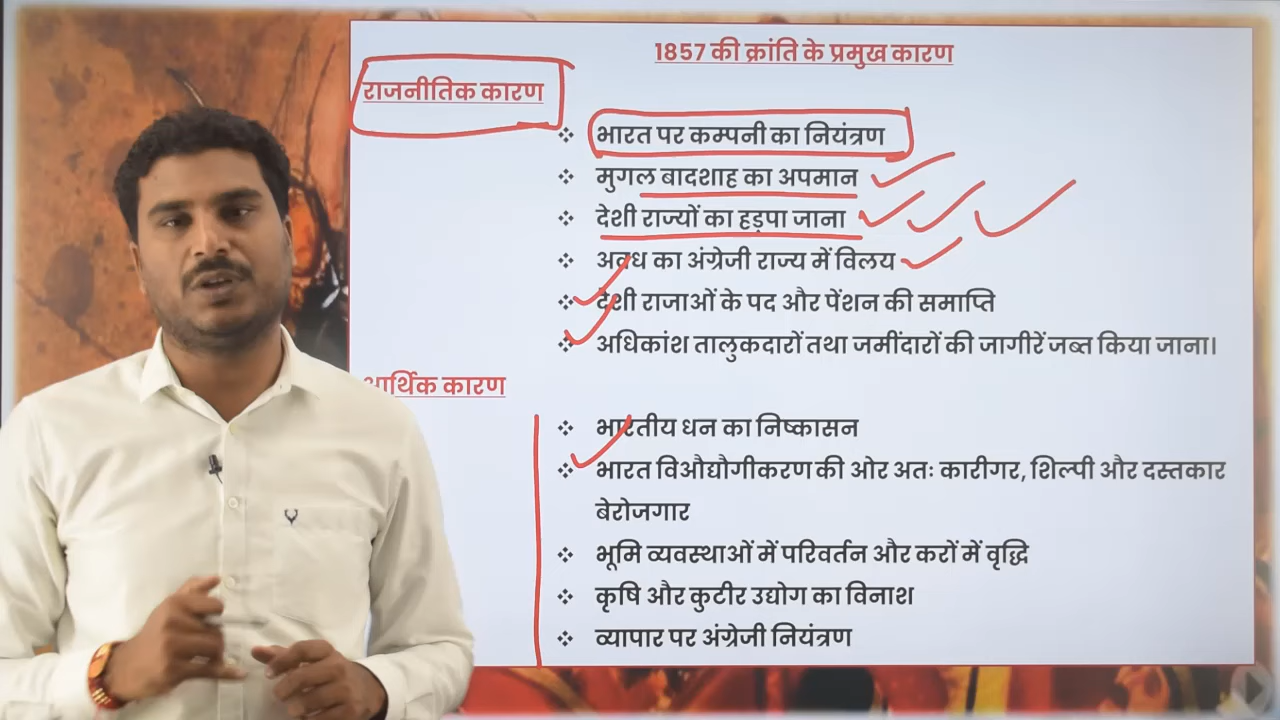 1857 की क्रांति के प्रमुख कारण
राजनीतिक कारण
❖ भारत पर कम्पनी का नियंत्रण
❖ मुगल बादशाह का अपमान
❖ देशी राज्यों का हड़पा जाना
❖ अवध का अंग्रेजी राज्य में विलय
❖ देशी राजाओं के पद और पेंशन की समाप्ति
❖ अधिकांश तालुकदारों तथा जमींदारों की जागीरें जब्त किया जाना।
आर्थिक कारण
❖ भारतीय धन का निष्कासन
❖ भारत विऔद्योगीकरण की ओर अतः कारीगर, शिल्पी और दस्तकार
बेरोजगार
❖ भूमि व्यवस्थाओं में परिवर्तन और करों में वृद्धि
❖ कृषि और कुटीर उद्योग का विनाश
❖ व्यापार पर अंग्रेजी नियंत्रण